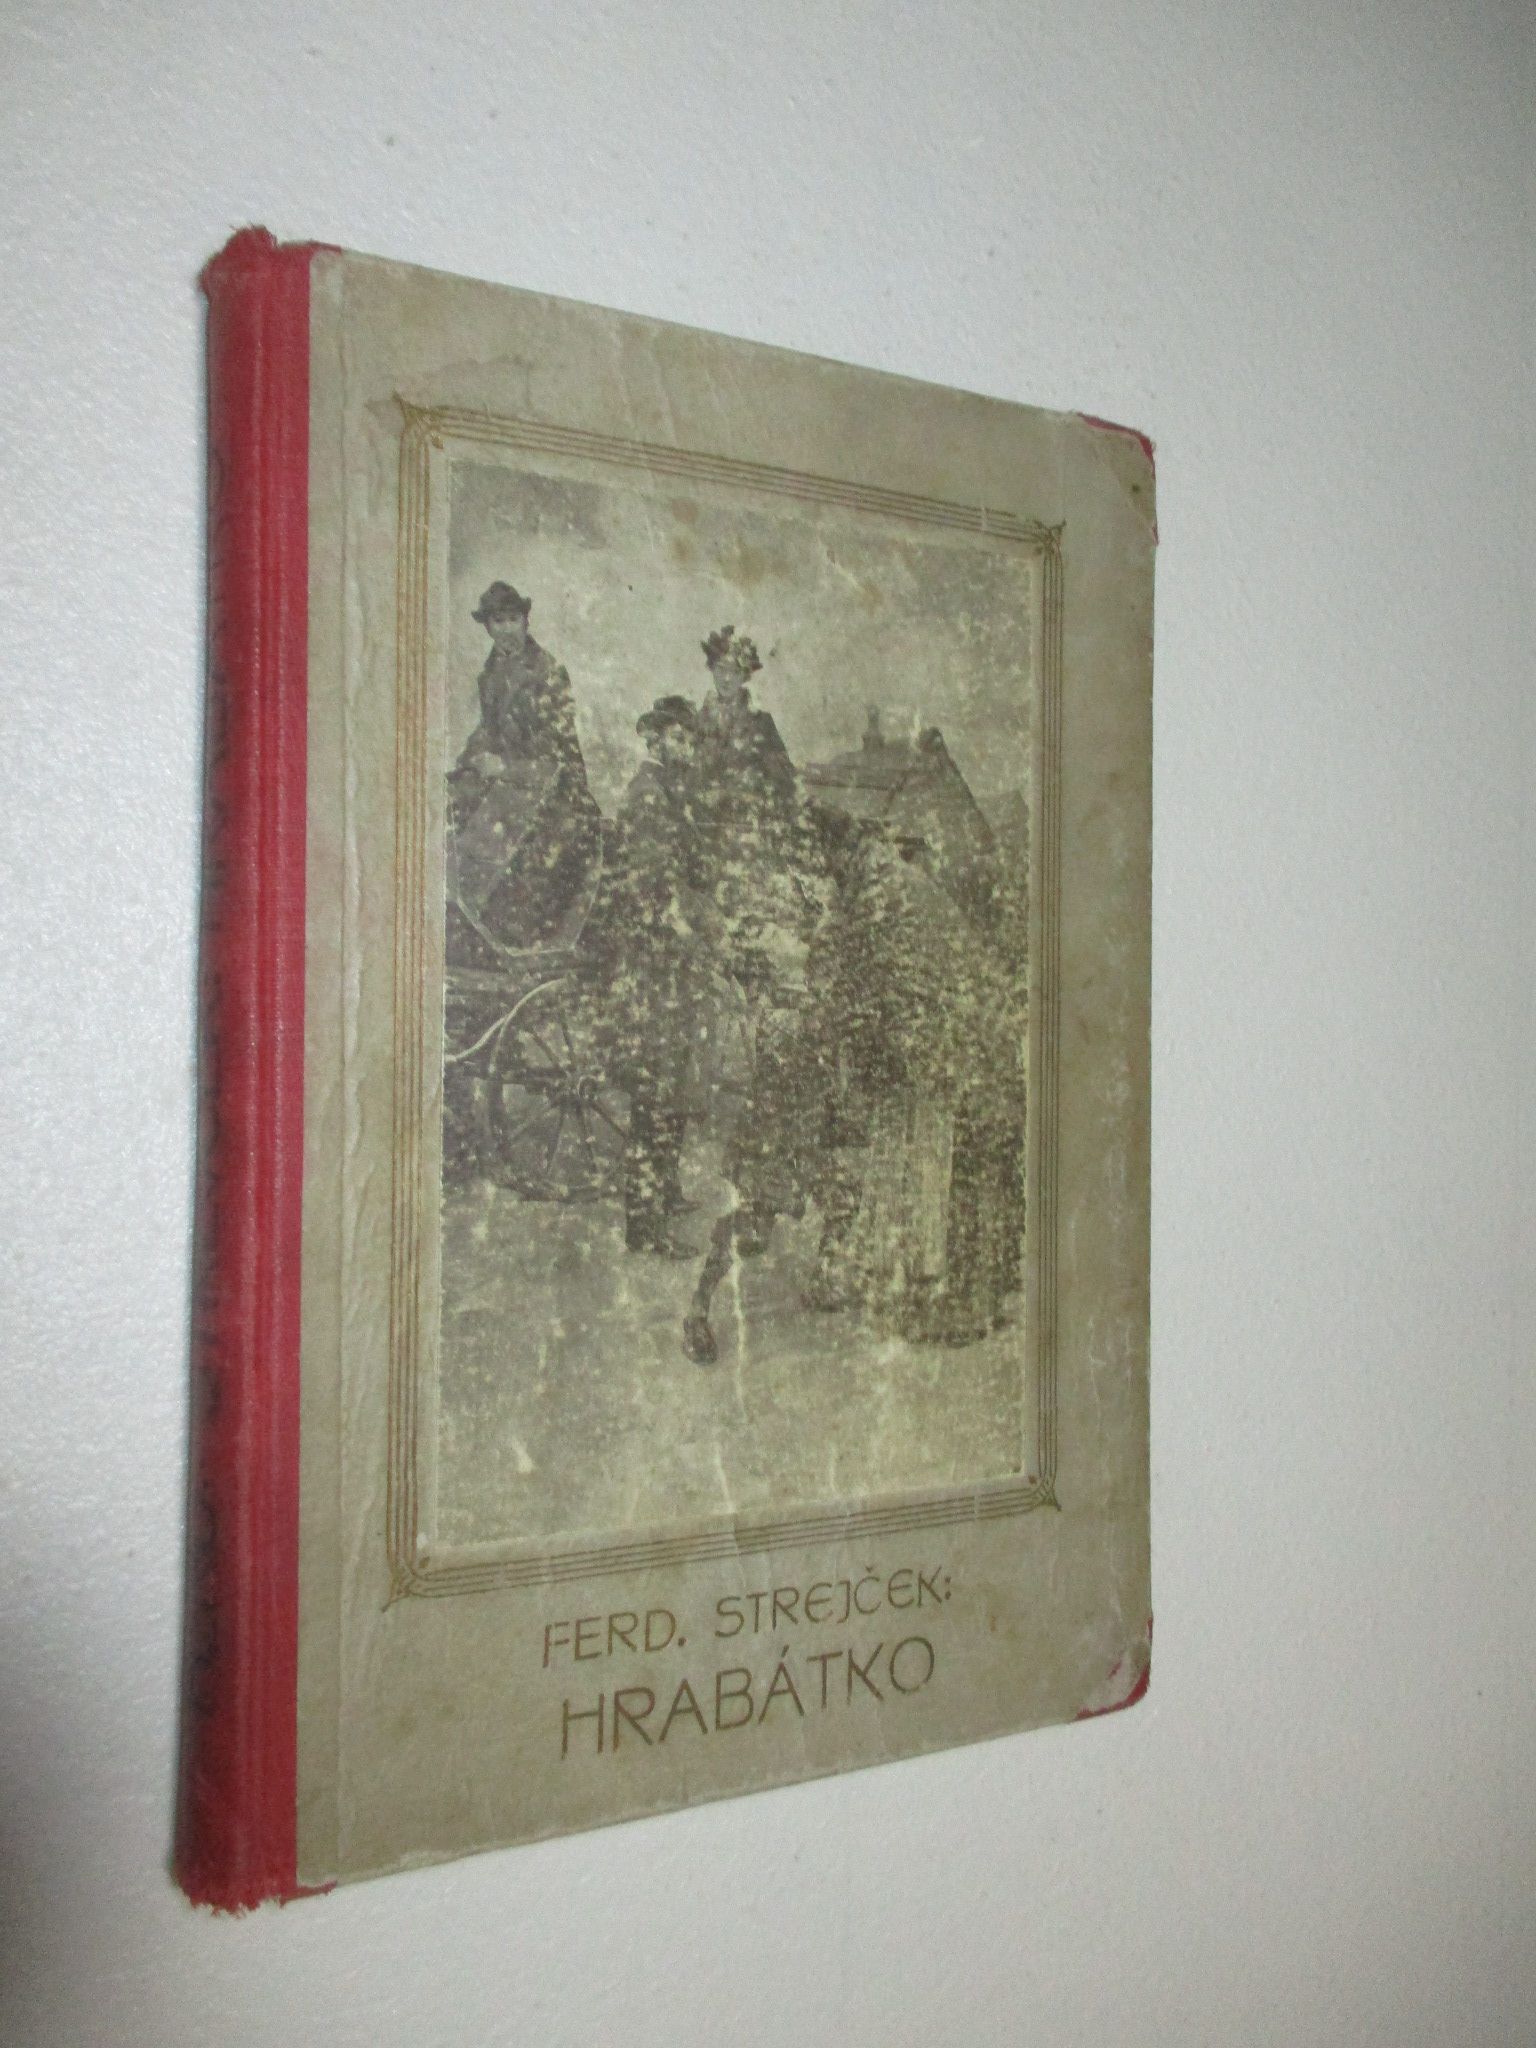 FERD. STREJČEK:
HRABÁTKO